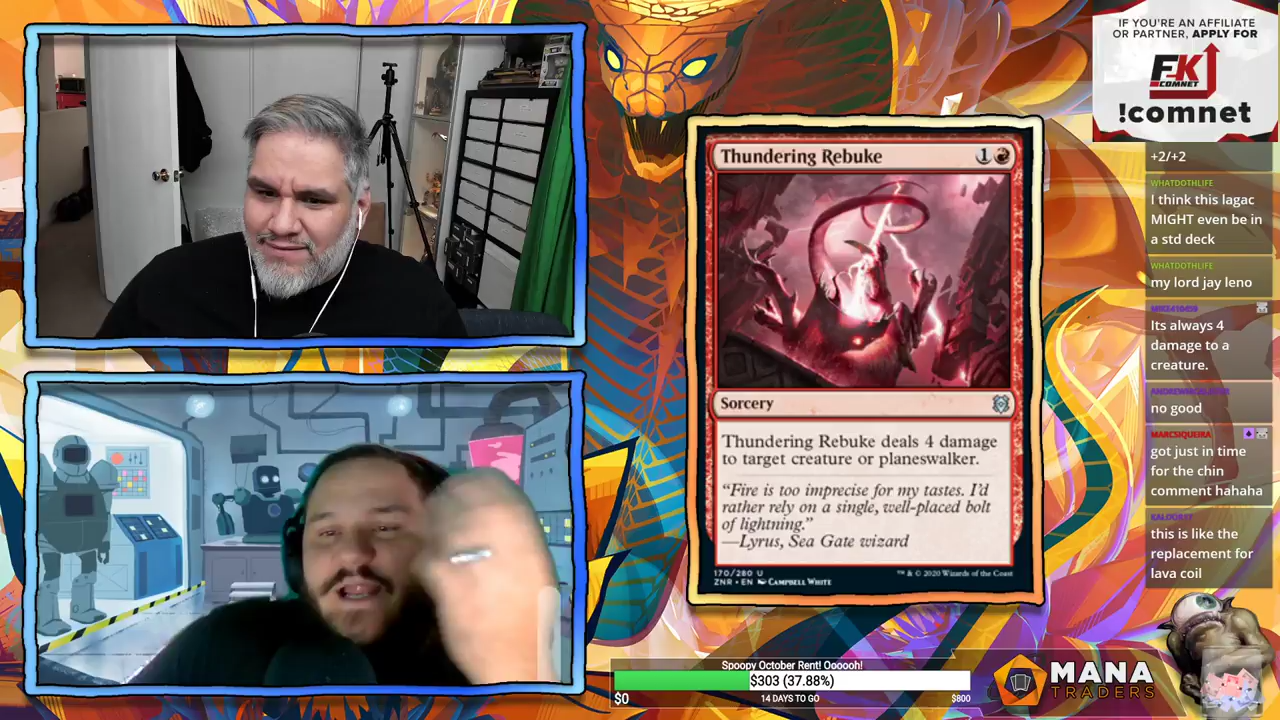 IF YOU'RE AN AFFILIATE
OR PARTNER, APPLY FOR
FK
COMNET
!comnet
Thundering Rebuke 1
Sorcery
Thundering Rebuke deals 4 damage
to target creature or planeswalker.
“Fire is too imprecise for my tastes. I’d
rather rely on a single, well-placed bolt
of lightning.”
—Lyrus, Sea Gate wizard
170/280 U
ZNR • EN CAMPBELL WHITE
™ & © 2020 Wizards of the Coast
+2/+2
WHATDOTHLIFE
I think this lagac
MIGHT even be in
a std deck
WHATDOTHLIFE
my lord jay leno
Its always 4
damage to a
creature.
no good
MARCSIQUEIRA
got just in time
for the chin
comment hahaha
this is like the
replacement for
lava coil
Spoopy October Rent! Oooooh!
$303 (37.88%)
$0
14 DAYS TO GO
$800
MANA
TRADERS